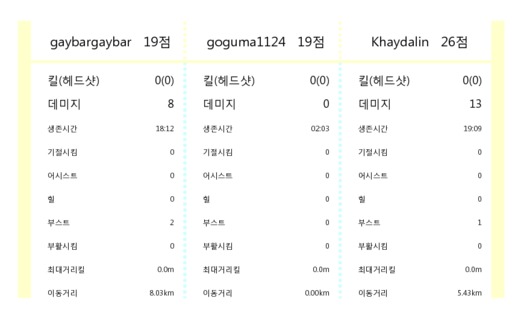 gaybargaybar 19점 goguma1124 19점 Khaydalin 26점
킬(헤드샷) 0(0) 킬(헤드샷) 0(0) 킬(헤드샷) 0(0)
데미지 8 데미지 0 데미지 13
생존시간 18:12 생존시간 02:03 생존시간 19:09
기절시킴 0 기절시킴 0 기절시킴 0
어시스트 0 어시스트 0 어시스트 0
힐 0 힐 0 힐 0
부스트 2 부스트 0 부스트 1
부활시킴 0 부활시킴 0 부활시킴 0
최대거리킬 0.0m 최대거리킬 0.0m 최대거리킬 0.0m
이동거리 8.03km 이동거리 0.00km 이동거리 5.43km